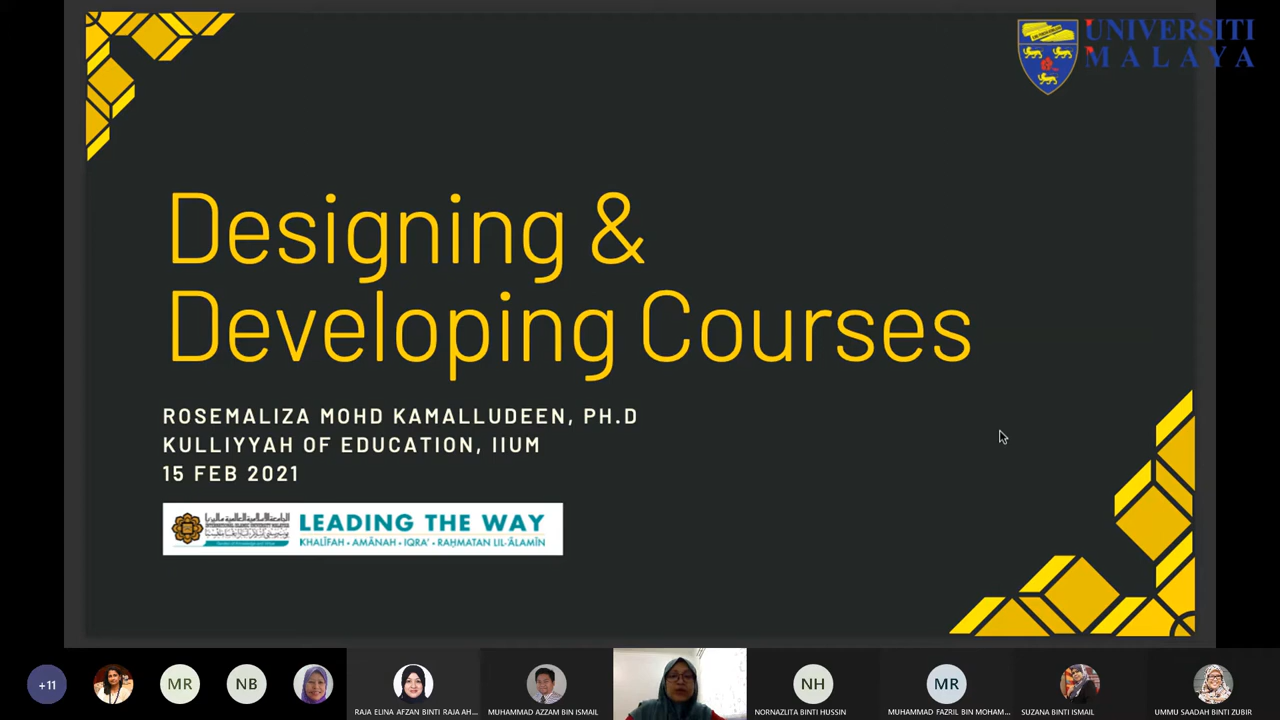 UNIVERSITI
MALAYA
Designing &
Developing Courses
ROSEMALIZA MOHD KAMALLUDEEN, PH.D
KULLIYYAH OF EDUCATION, IIUM
15 FEB 2021
LEADING THE WAY
KHALĪFAH • AMĀNAH • IQRA' • RAḤMATAN LIL-ʿĀLAMĪN
+11
MR
NB
NH
MR
RAJA ELINA AFZAN BINTI RAJA AH...
MUHAMMAD AZZAM BIN ISMAIL
NORNAZLITA BINTI HUSSIN
MUHAMMAD FAZRIL BIN MOHAM...
SUZANA BINTI ISMAIL
UMMU SAADAH BINTI ZUBIR